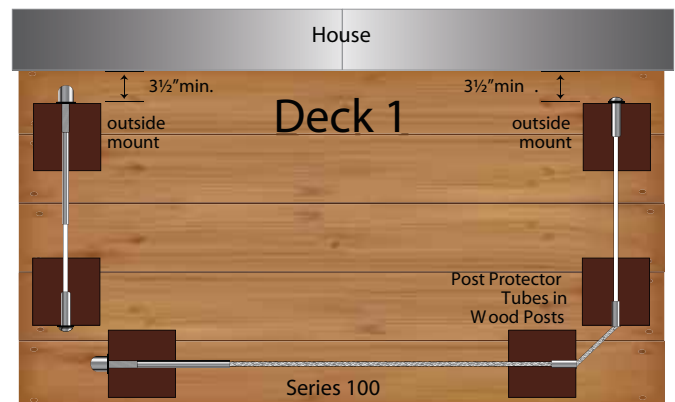 House
3½”min.
3½”min .
Deck 1
outside
mount
outside
mount
Post Protector
Tubes in
Wood Posts
Series 100